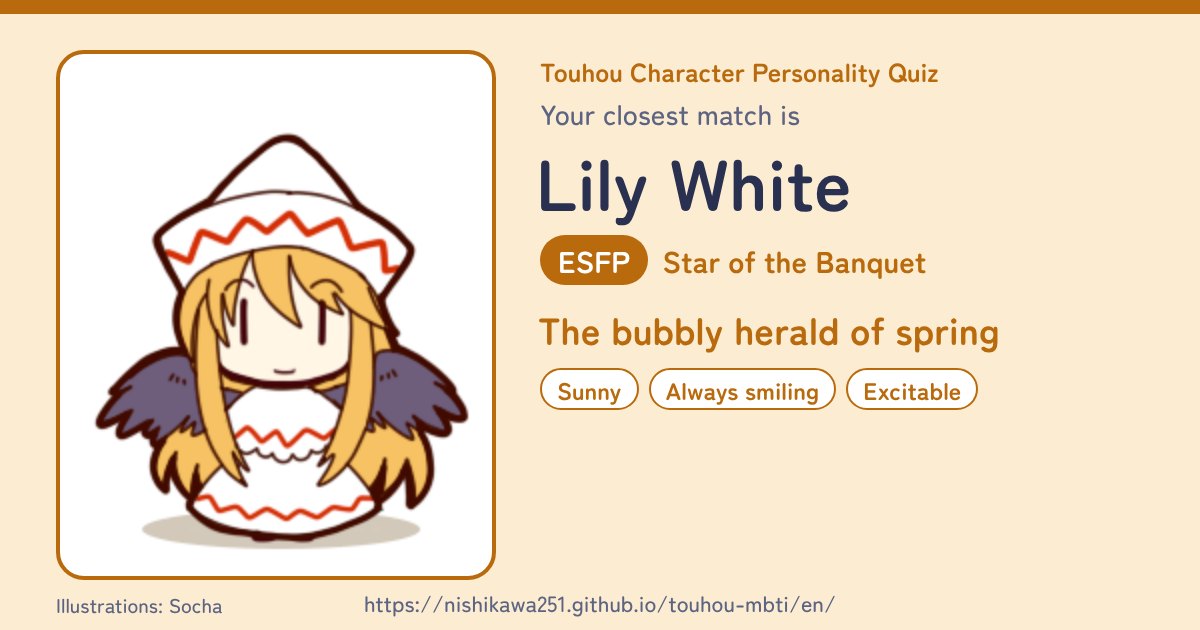 Touhou Character Personality Quiz
Your closest match is
Lily White
ESFP Star of the Banquet
The bubbly herald of spring
Sunny Always smiling Excitable
Illustrations: Socha https://nishikawa251.github.io/touhou-mbti/en/